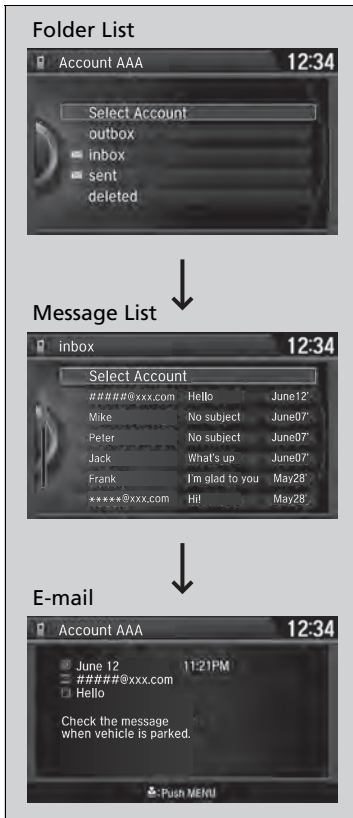 Folder List
Account AAA 12:34
Select Account
outbox
inbox
sent
deleted
Message List
inbox 12:34
Select Account
#####@xxx.com Hello June12'
Mike No subject June07'
Peter No subject June07'
Jack What's up June07'
Frank I'm glad to you May28'
*****@xxx.com Hi! May28'
E-mail
Account AAA 12:34
June 12 11:21PM
#####@xxx.com
Hello
Check the message
when vehicle is parked.
:Push MENU